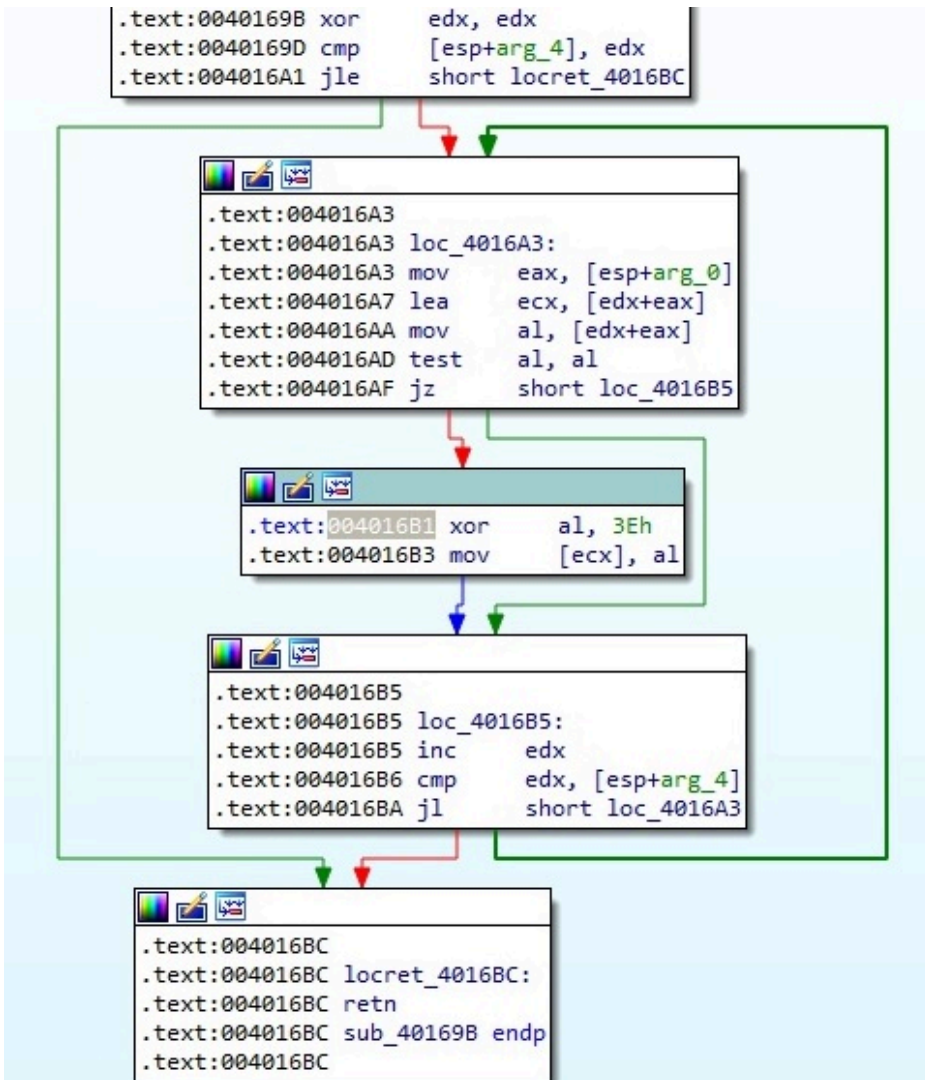 .text:0040169B xor edx, edx
.text:0040169D cmp [esp+arg_4], edx
.text:004016A1 jle short locret_4016BC
.text:004016A3
.text:004016A3 loc_4016A3:
.text:004016A3 mov eax, [esp+arg_0]
.text:004016A7 lea ecx, [edx+eax]
.text:004016AA mov al, [edx+eax]
.text:004016AD test al, al
.text:004016AF jz short loc_4016B5
.text:004016B1 xor al, 3Eh
.text:004016B3 mov [ecx], al
.text:004016B5
.text:004016B5 loc_4016B5:
.text:004016B5 inc edx
.text:004016B6 cmp edx, [esp+arg_4]
.text:004016BA jl short loc_4016A3
.text:004016BC
.text:004016BC locret_4016BC:
.text:004016BC retn
.text:004016BC sub_40169B endp
.text:004016BC